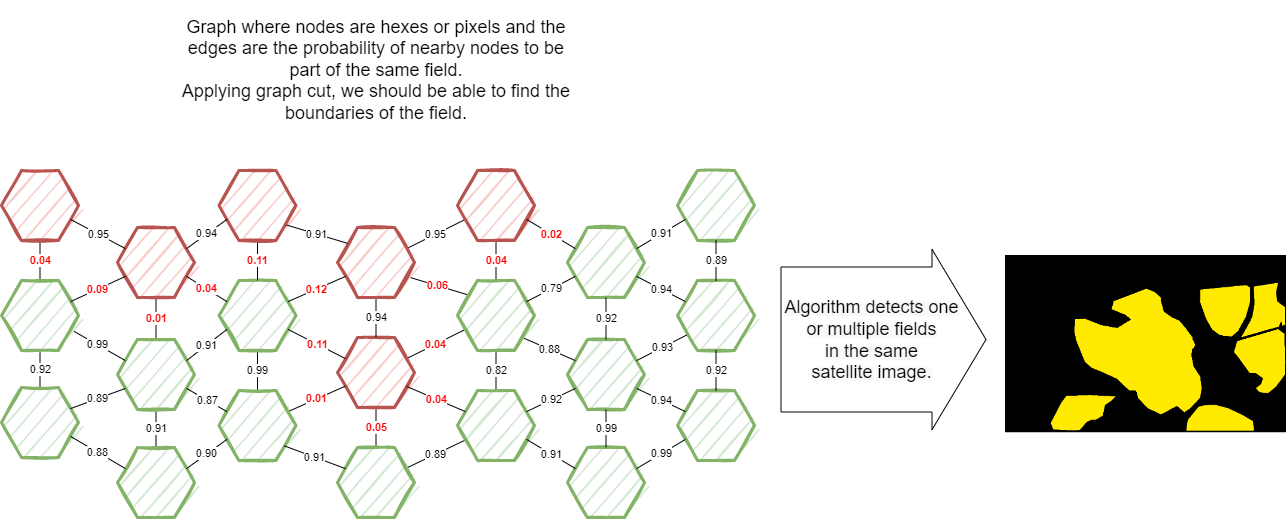 Graph where nodes are hexes or pixels and the
edges are the probability of nearby nodes to be
part of the same field.
Applying graph cut, we should be able to find the
boundaries of the field.
0.95 0.94 0.91 0.95 0.02 0.91
0.04 0.11 0.04 0.89
0.09 0.04 0.12 0.06 0.79 0.94
0.01 0.94 0.92
0.99 0.91 0.11 0.04 0.88 0.93
0.92 0.99 0.82 0.92
0.89 0.87 0.01 0.04 0.92 0.94
0.91 0.05 0.99
0.88 0.90 0.91 0.89 0.91 0.99
Algorithm detects one
or multiple fields
in the same
satellite image.